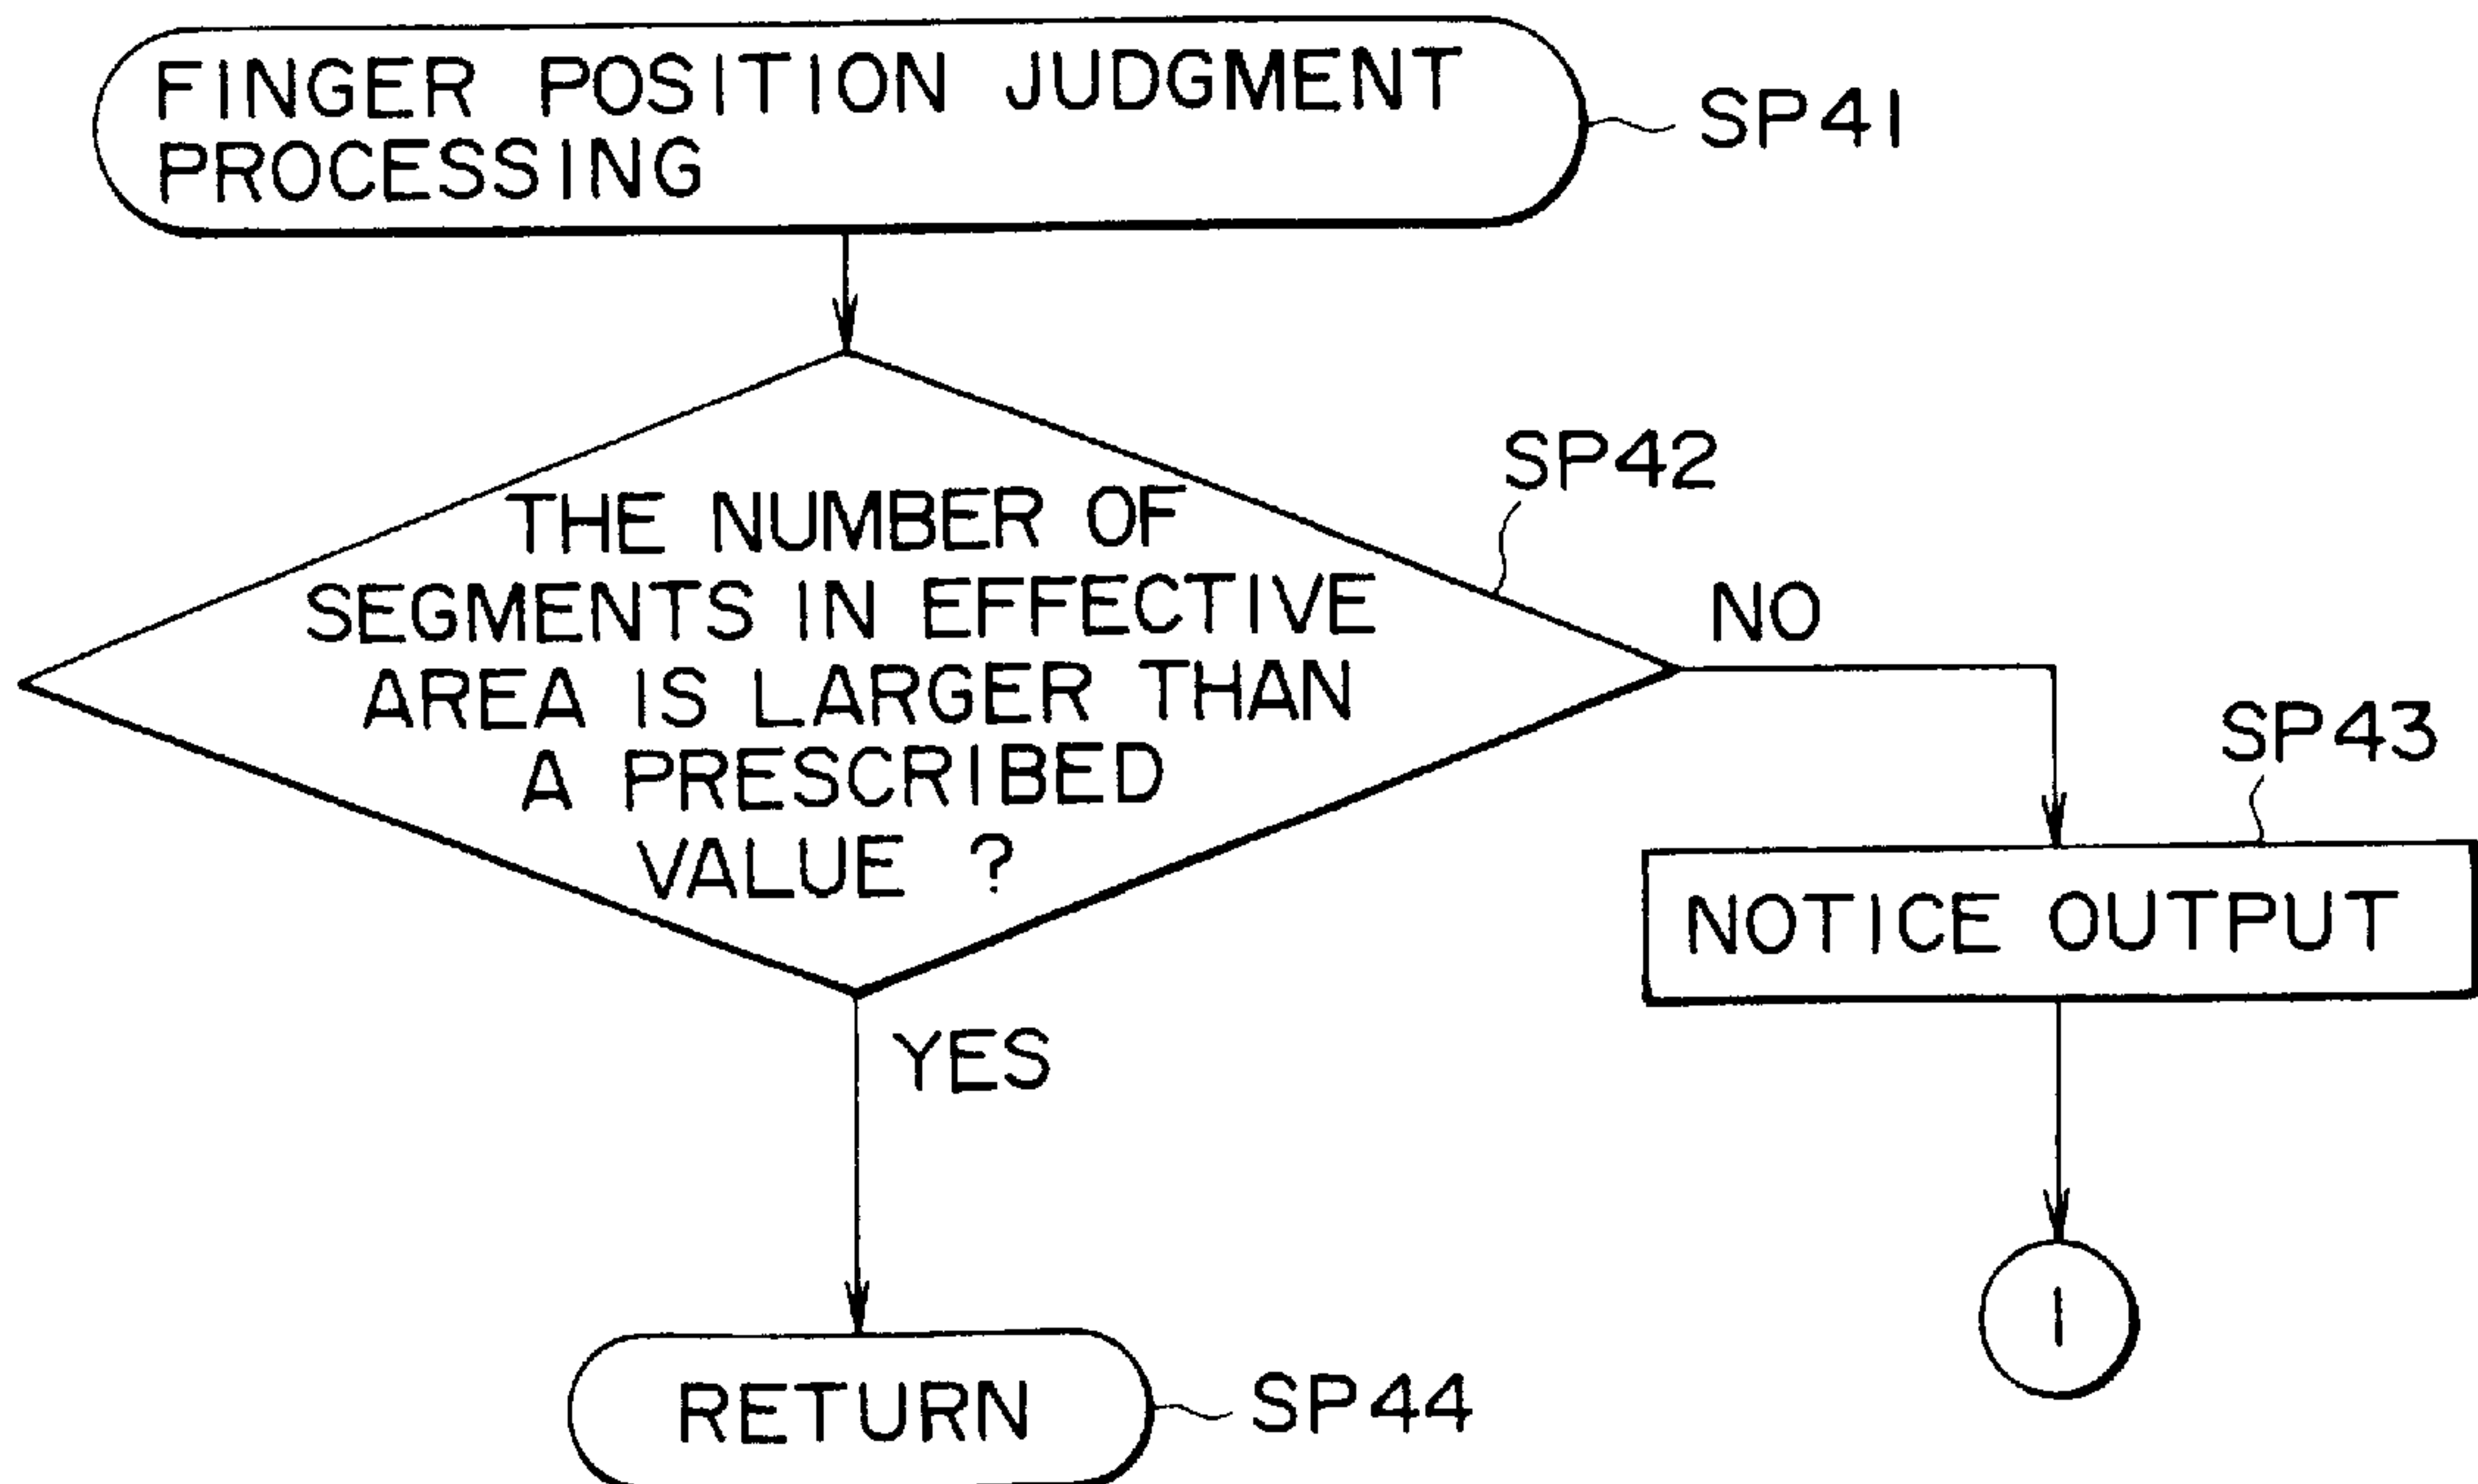 FINGER POSITION JUDGMENT
PROCESSING
SP41
SP42
THE NUMBER OF
SEGMENTS IN EFFECTIVE
AREA IS LARGER THAN
A PRESCRIBED
VALUE ?
NO
SP43
NOTICE OUTPUT
YES
1
RETURN
SP44